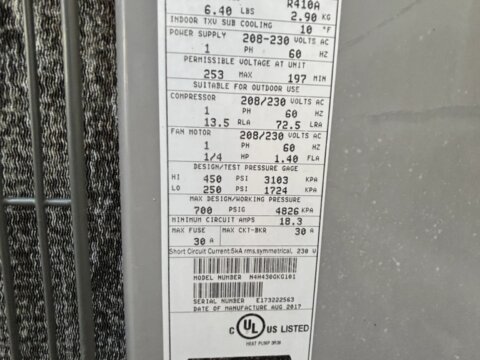 6.40 LBS R410A 2.90 KG
INDOOR TXV SUB COOLING 10 °F
POWER SUPPLY 208-230 VOLTS AC
1 PH 60 HZ
PERMISSIBLE VOLTAGE AT UNIT
253 MAX 197 MIN
SUITABLE FOR OUTDOOR USE
COMPRESSOR 208/230 VOLTS AC
1 PH 60 HZ
13.5 RLA 72.5 LRA
FAN MOTOR 208/230 VOLTS AC
1 PH 60 HZ
1/4 HP 1.40 FLA
DESIGN/TEST PRESSURE GAGE
HI 450 PSI 3103 KPA
LO 250 PSI 1724 KPA
MAX DESIGN/WORKING PRESSURE
700 PSIG 4826 KPA
MINIMUM CIRCUIT AMPS 18.3
MAX FUSE MAX CKT-BKR 30 A
30 A
Short Circuit Current:5kA rms,symmetrical, 230 V
MODEL NUMBER N4H430GKG101
SERIAL NUMBER E173222563
DATE OF MANUFACTURE AUG 2017
C UL US LISTED
HEAT PUMP